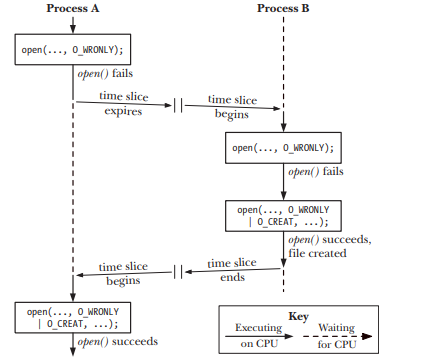 Process A
Process B
open(..., O_WRONLY);
open() fails
time slice
expires
time slice
begins
open(..., O_WRONLY);
open() fails
open(..., O_WRONLY
| O_CREAT, ...);
open() succeeds,
file created
time slice
ends
time slice
begins
open(..., O_WRONLY
| O_CREAT, ...);
open() succeeds
Key
Executing
on CPU
Waiting
for CPU